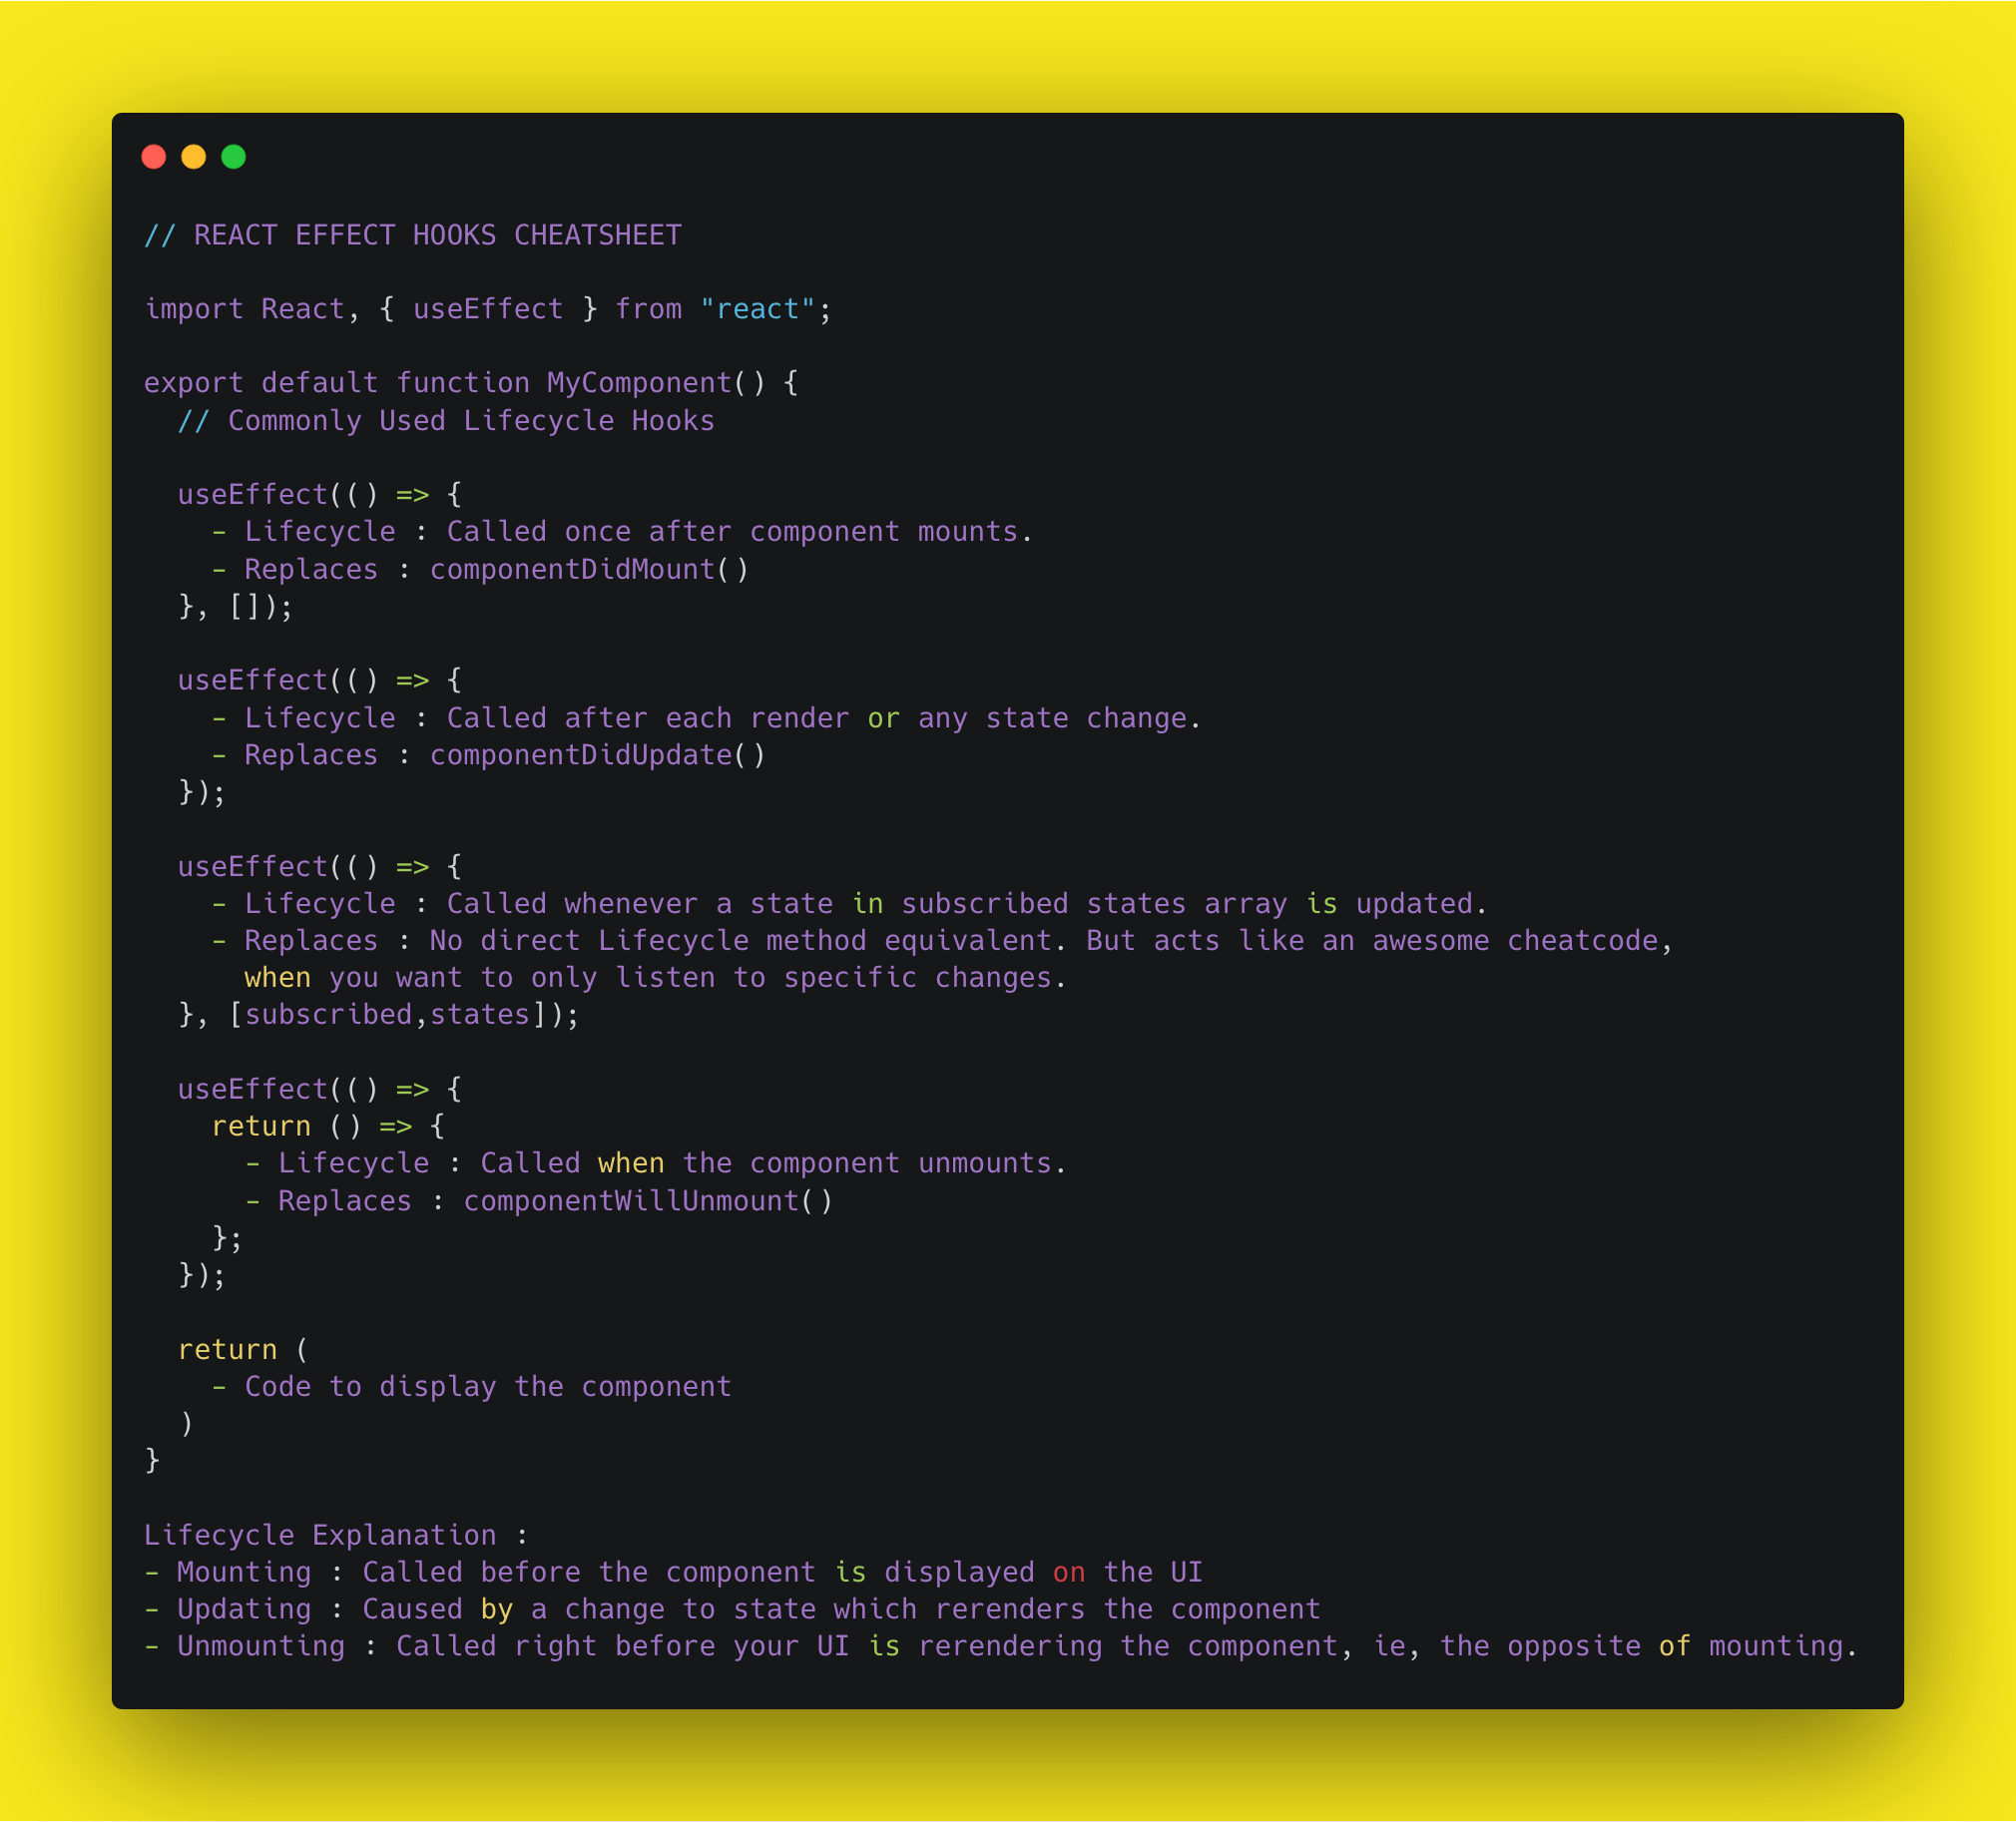 // REACT EFFECT HOOKS CHEATSHEET

import React, { useEffect } from "react";

export default function MyComponent() {
  // Commonly Used Lifecycle Hooks

  useEffect(() => {
    - Lifecycle : Called once after component mounts.
    - Replaces : componentDidMount()
  }, []);

  useEffect(() => {
    - Lifecycle : Called after each render or any state change.
    - Replaces : componentDidUpdate()
  });

  useEffect(() => {
    - Lifecycle : Called whenever a state in subscribed states array is updated.
    - Replaces : No direct Lifecycle method equivalent. But acts like an awesome cheatcode,
      when you want to only listen to specific changes.
  }, [subscribed,states]);

  useEffect(() => {
    return () => {
      - Lifecycle : Called when the component unmounts.
      - Replaces : componentWillUnmount()
    };
  });

  return (
    - Code to display the component
  )
}

Lifecycle Explanation :
- Mounting : Called before the component is displayed on the UI
- Updating : Caused by a change to state which rerenders the component
- Unmounting : Called right before your UI is rerendering the component, ie, the opposite of mounting.